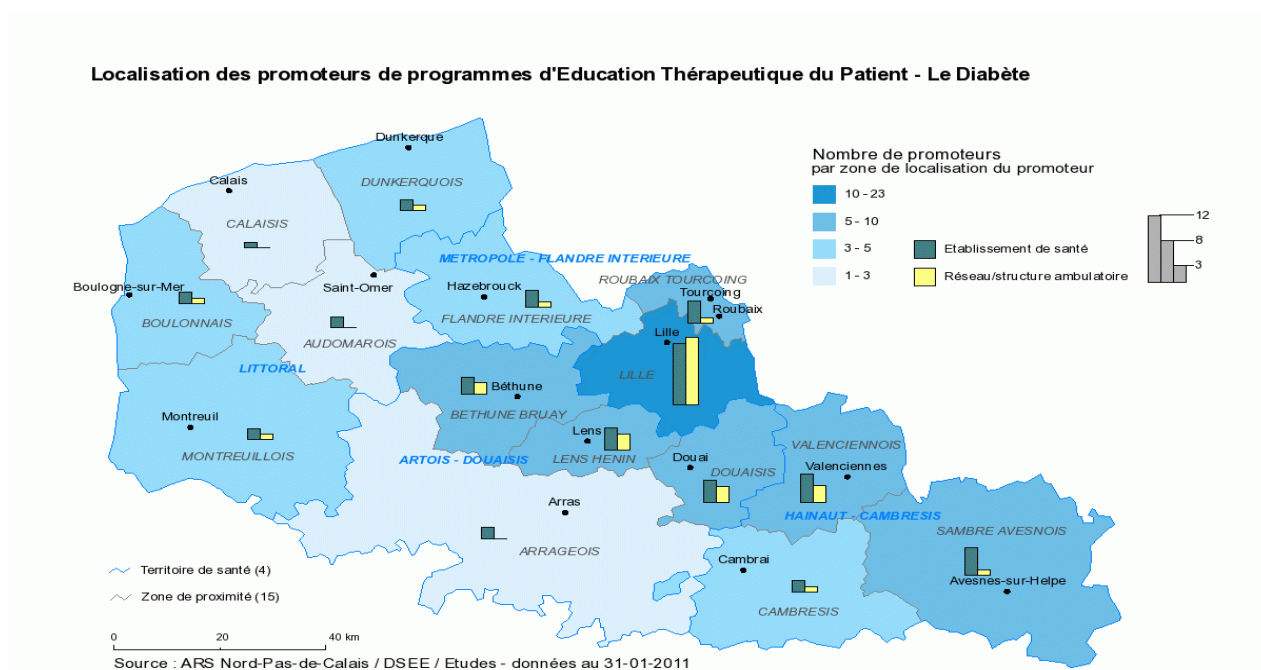 Localisation des promoteurs de programmes d'Education Thérapeutique du Patient - Le Diabète
Dunkerque
Nombre de promoteurs
par zone de localisation du promoteur
Calais
DUNKERQUOIS
10 - 23
CALAISIS
5 - 10
12
3 - 5
Etablissement de santé
8
METROPOLE - FLANDRE INTERIEURE
1 - 3
Réseau/structure ambulatoire
3
ROUBAIX TOURCOING
Boulogne-sur-Mer
Saint-Omer
Hazebrouck
Tourcoing
Roubaix
BOULONNAIS
FLANDRE INTERIEURE
Lille
AUDOMAROIS
LITTORAL
LILLE
Béthune
Montreuil
BETHUNE BRUAY
Lens
VALENCIENNOIS
MONTREUILLOIS
ARTOIS - DOUAISIS
LENS HENIN
Douai
DOUAISIS
Valenciennes
Arras
HAINAUT - CAMBRESIS
ARRAGEOIS
SAMBRE AVESNOIS
Cambrai
Territoire de santé (4)
Avesnes-sur-Helpe
Zone de proximité (15)
CAMBRESIS
0 20 40 km
Source : ARS Nord-Pas-de-Calais / DSEE / Etudes - données au 31-01-2011